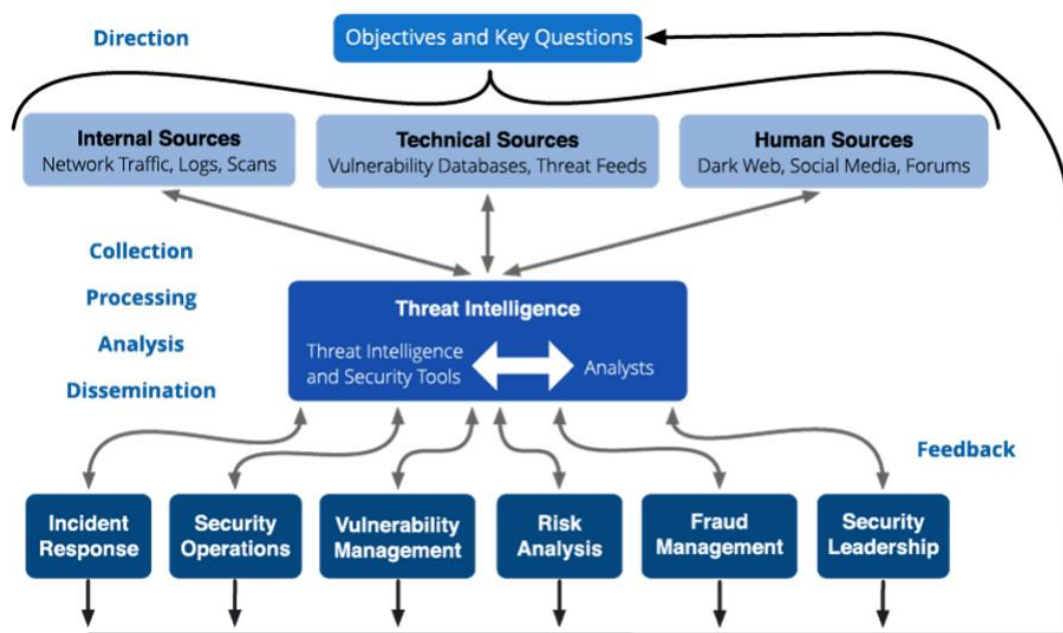 Direction
Objectives and Key Questions
Internal Sources
Network Traffic, Logs, Scans
Technical Sources
Vulnerability Databases, Threat Feeds
Human Sources
Dark Web, Social Media, Forums
Collection
Processing
Analysis
Dissemination
Threat Intelligence
Threat Intelligence
and Security Tools
Analysts
Feedback
Incident
Response
Security
Operations
Vulnerability
Management
Risk
Analysis
Fraud
Management
Security
Leadership